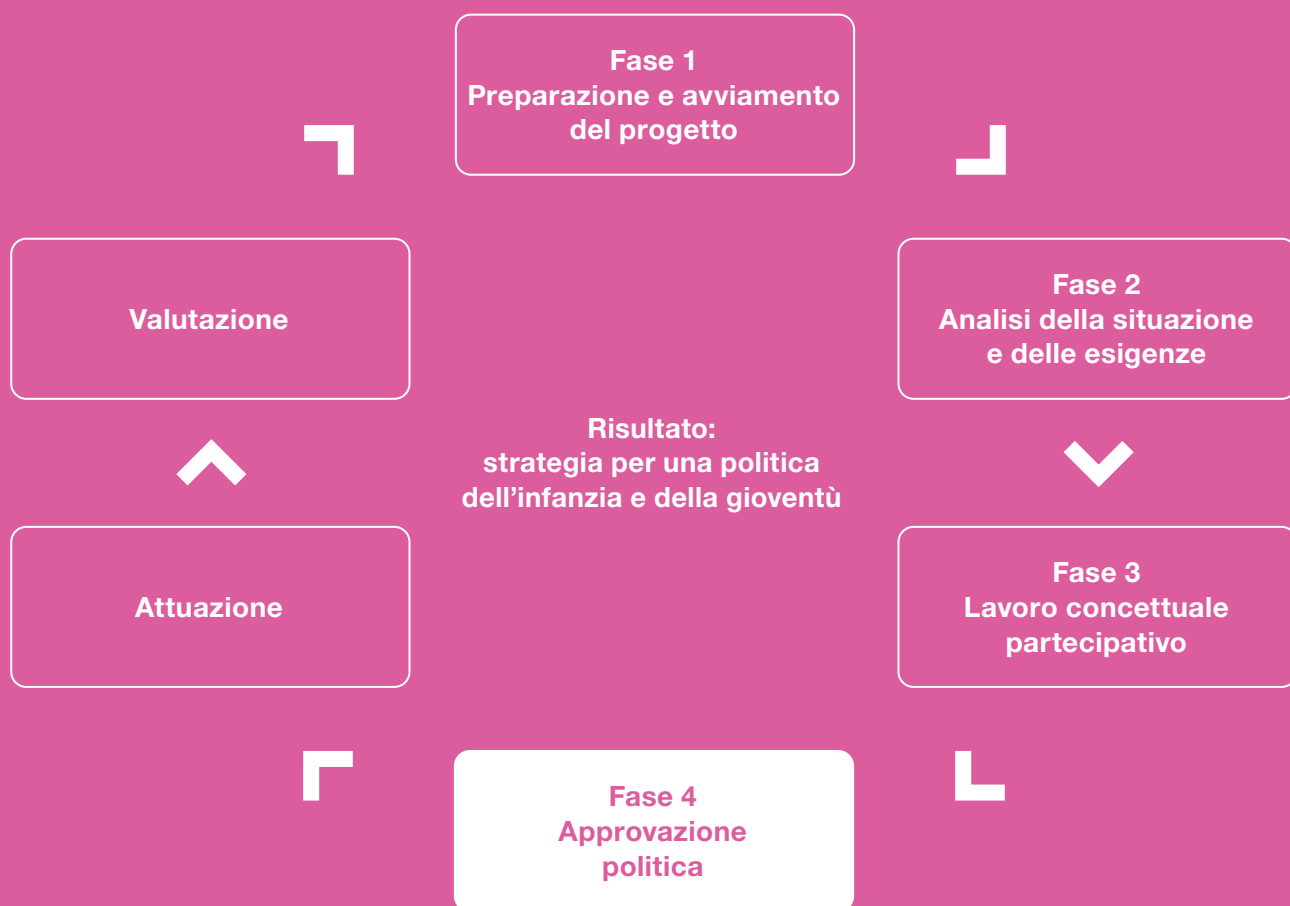 Fase 1
Preparazione e avviamento
del progetto
Valutazione
Fase 2
Analisi della situazione
e delle esigenze
Risultato:
strategia per una politica
dell’infanzia e della gioventù
Attuazione
Fase 3
Lavoro concettuale
partecipativo
Fase 4
Approvazione
politica